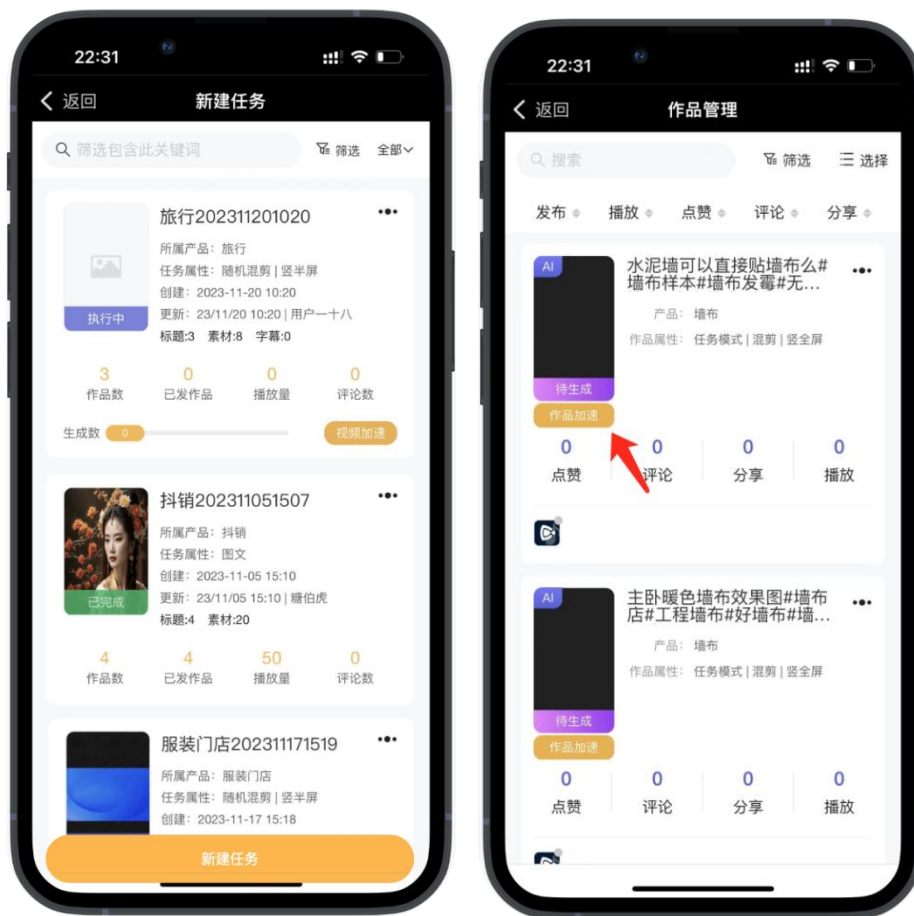 22:31
返回
新建任务
筛选包含此关键词
筛选
全部
旅行202311201020
所属产品：旅行
任务属性：随机混剪 | 竖半屏
创建：2023-11-20 10:20
更新：23/11/20 10:20 | 用户一十八
标题:3 素材:8 字幕:0
执行中
3 0 0 0
作品数 已发作品 播放量 评论数
生成数 0 视频加速
抖销202311051507
所属产品：抖销
任务属性：图文
创建：2023-11-05 15:10
更新：23/11/05 15:10 | 糖伯虎
标题:4 素材:20
已完成
4 4 50 0
作品数 已发作品 播放量 评论数
服装门店202311171519
所属产品：服装门店
任务属性：随机混剪 | 竖半屏
创建：2023-11-17 15:18
新建任务
22:31
返回
作品管理
搜索
筛选
选择
发布 播放 点赞 评论 分享
AI
水泥墙可以直接贴墙布么#
墙布样本#墙布发霉#无...
产品：墙布
作品属性：任务模式 | 混剪 | 竖全屏
待生成
作品加速
0 0 0 0
点赞 评论 分享 播放
AI
主卧暖色墙布效果图#墙布
店#工程墙布#好墙布#墙...
产品：墙布
作品属性：任务模式 | 混剪 | 竖全屏
待生成
作品加速
0 0 0 0
点赞 评论 分享 播放